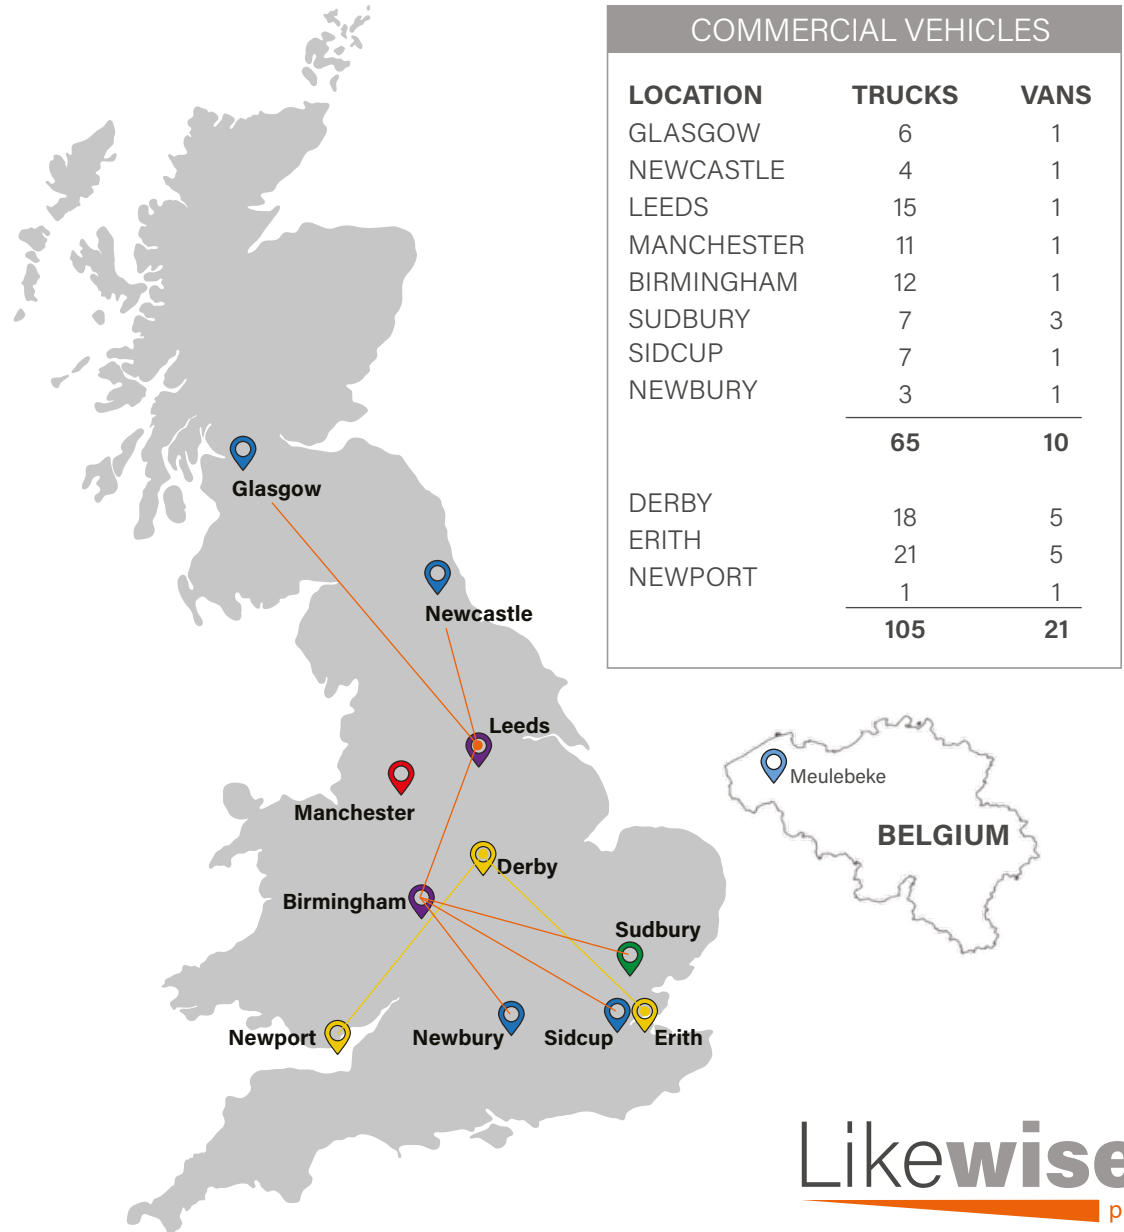 COMMERCIAL VEHICLES
LOCATION TRUCKS VANS
GLASGOW 6 1
NEWCASTLE 4 1
LEEDS 15 1
MANCHESTER 11 1
BIRMINGHAM 12 1
SUDBURY 7 3
SIDCUP 7 1
NEWBURY 3 1
65 10
DERBY 18 5
ERITH 21 5
NEWPORT 1 1
105 21
Glasgow
Newcastle
Leeds
Manchester
Derby
Birmingham
Sudbury
Newport
Newbury
Sidcup
Erith
Meulebeke
BELGIUM
Likewise
p